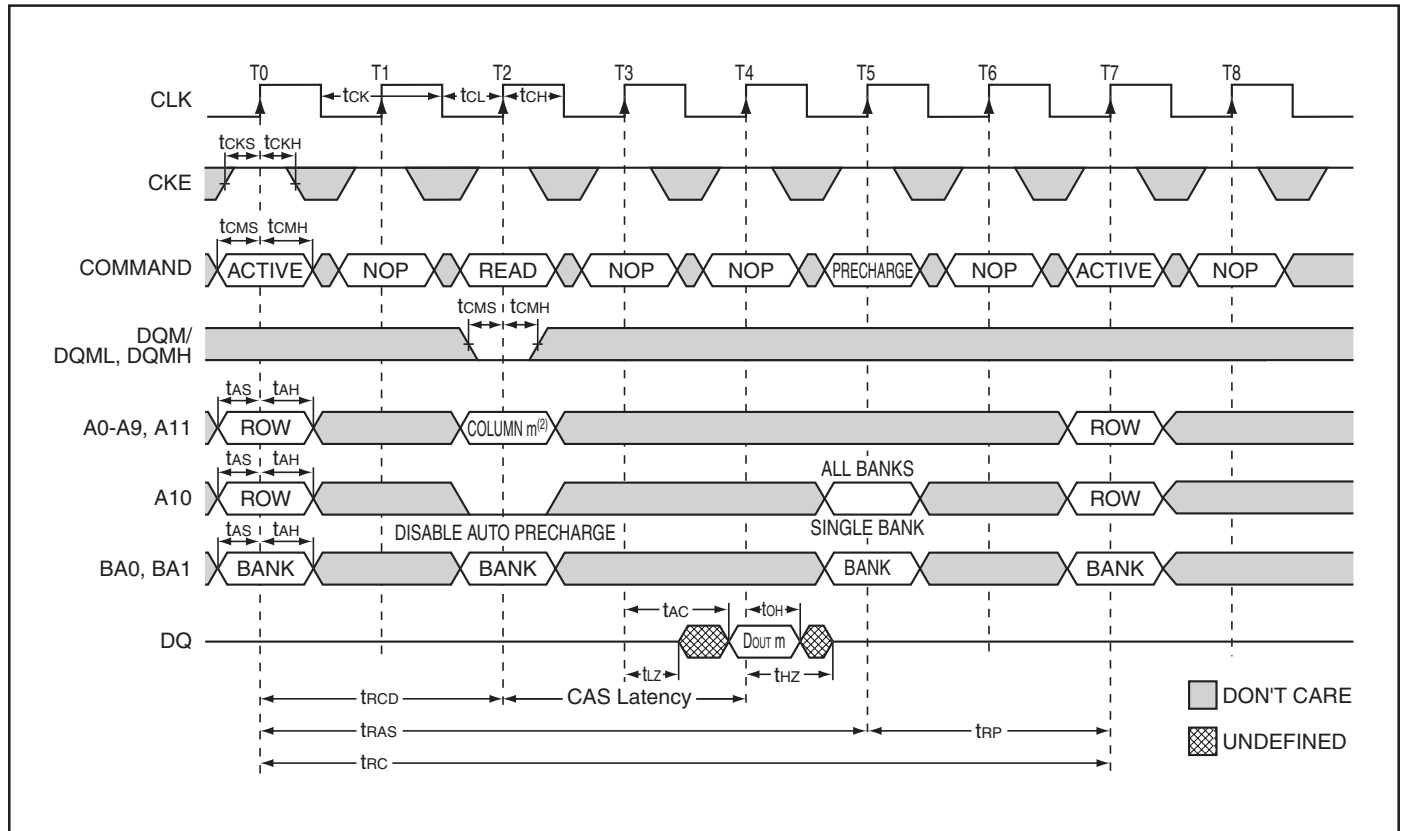 T0 T1 T2 T3 T4 T5 T6 T7 T8
CLK tCK tCL tCH
tCKS tCKH
CKE
tCMS tCMH
COMMAND ACTIVE NOP READ NOP NOP PRECHARGE NOP ACTIVE NOP
tCMS tCMH
DQM/
DQML, DQMH
tAS tAH
A0-A9, A11 ROW COLUMN m(2) ROW
tAS tAH ALL BANKS
A10 ROW ROW
tAS tAH DISABLE AUTO PRECHARGE SINGLE BANK
BA0, BA1 BANK BANK BANK BANK
tAC tOH
DQ DOUT m
tLZ tHZ
tRCD CAS Latency DON'T CARE
tRAS tRP
UNDEFINED
tRC